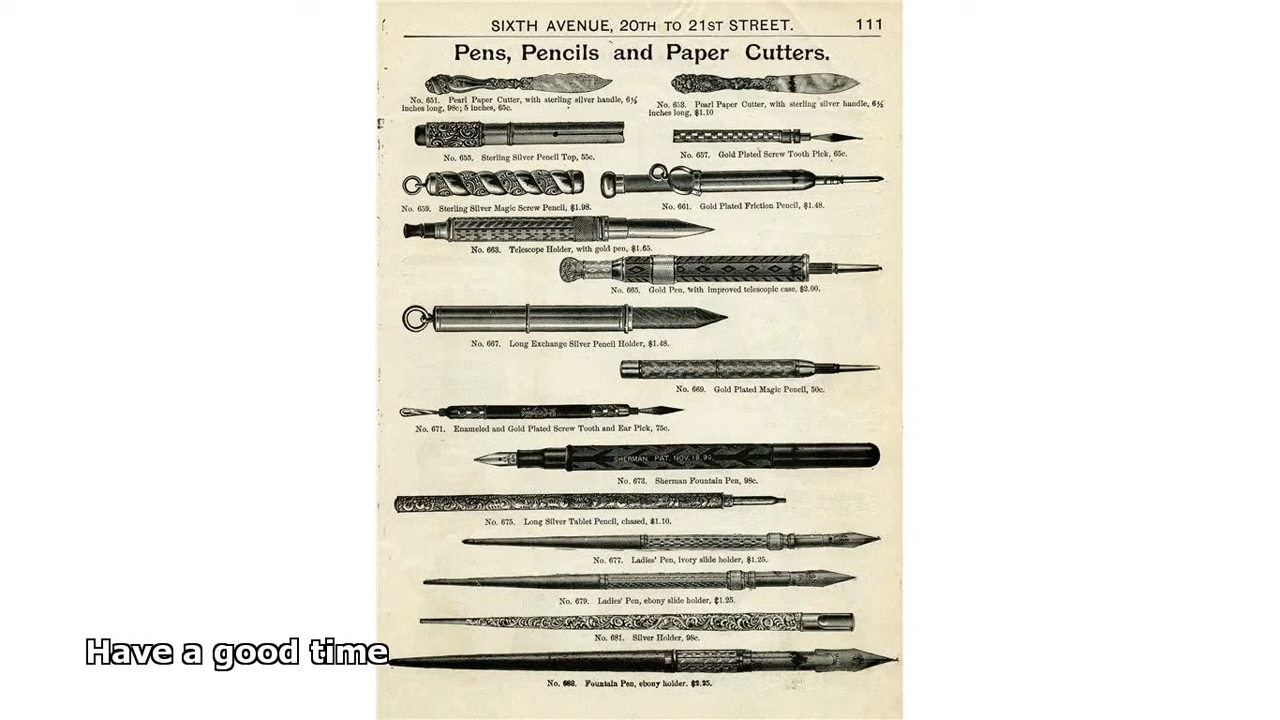 SIXTH AVENUE, 20TH TO 21ST STREET. 111
Pens, Pencils and Paper Cutters.
No. 651. Pearl Paper Cutter, with sterling silver handle, 6½
inches long, 98c; 5 inches, 65c.
No. 653. Pearl Paper Cutter, with sterling silver handle, 6½
inches long, $1.10
No. 655. Sterling Silver Pencil Top, 55c.
No. 657. Gold Plated Screw Tooth Pick, 65c.
No. 659. Sterling Silver Magic Screw Pencil, $1.98.
No. 661. Gold Plated Friction Pencil, $1.48.
No. 663. Telescope Holder, with gold pen, $1.65.
No. 665. Gold Pen, with improved telescopic case, $2.00.
No. 667. Long Exchange Silver Pencil Holder, $1.48.
No. 669. Gold Plated Magic Pencil, 50c.
No. 671. Enameled and Gold Plated Screw Tooth and Ear Pick, 75c.
SHERMAN PAT. NOV. 18, 90
No. 673. Sherman Fountain Pen, 98c.
No. 675. Long Silver Tablet Pencil, chased, $1.10.
No. 677. Ladies' Pen, ivory slide holder, $1.25.
No. 679. Ladies' Pen, ebony slide holder, $1.25.
No. 681. Silver Holder, 98c.
Have a good time
No. 683. Fountain Pen, ebony holder, $2.25.